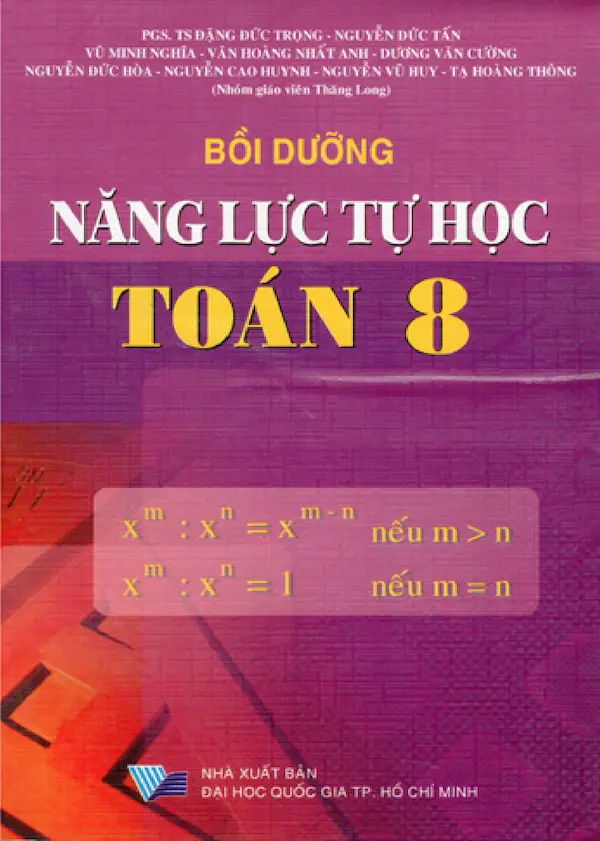 PGS. TS ĐẶNG ĐỨC TRỌNG - NGUYỄN ĐỨC TẤN
VŨ MINH NGHĨA - VĂN HOÀNG NHẤT ANH - DƯƠNG VĂN CƯỜNG
NGUYỄN ĐỨC HÒA - NGUYỄN CAO HUYNH - NGUYỄN VŨ HUY - TẠ HOÀNG THÔNG
(Nhóm giáo viên Thăng Long)
BỒI DƯỠNG
NĂNG LỰC TỰ HỌC
TOÁN 8
x^m : x^n = x^{m - n} nếu m > n
x^m : x^n = 1 nếu m = n
NHÀ XUẤT BẢN
ĐẠI HỌC QUỐC GIA TP. HỒ CHÍ MINH